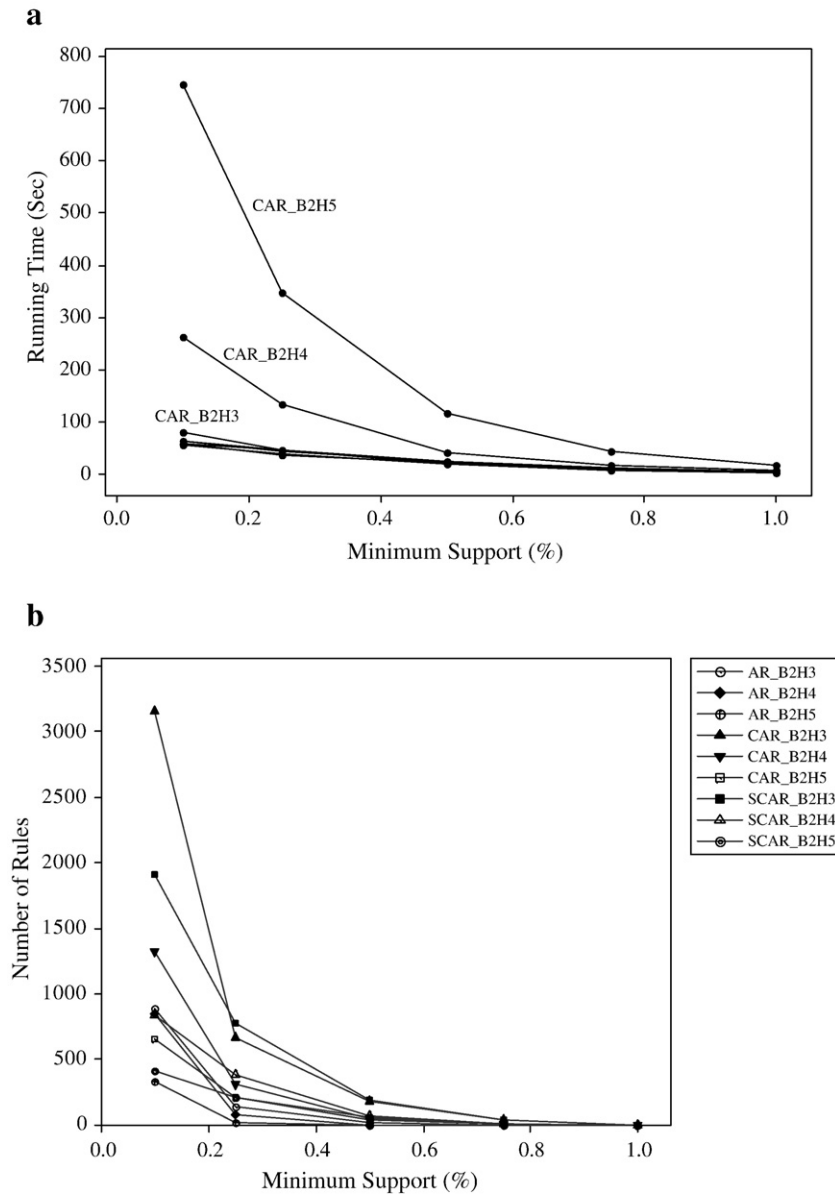 a
800
700
600
500
400
300
200
100
0
Running Time (Sec)
CAR_B2H5
CAR_B2H4
CAR_B2H3
0.0 0.2 0.4 0.6 0.8 1.0
Minimum Support (%)
b
3500
3000
2500
2000
1500
1000
500
0
Number of Rules
0.0 0.2 0.4 0.6 0.8 1.0
Minimum Support (%)
AR_B2H3
AR_B2H4
AR_B2H5
CAR_B2H3
CAR_B2H4
CAR_B2H5
SCAR_B2H3
SCAR_B2H4
SCAR_B2H5